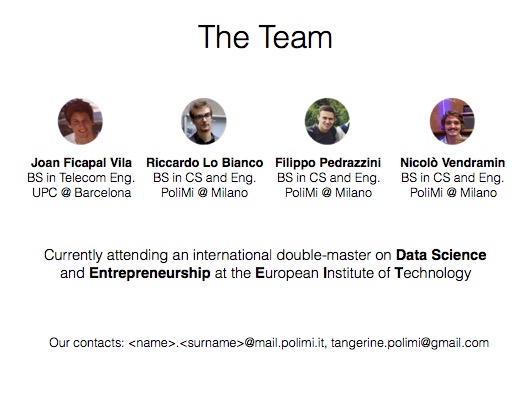 The Team
Joan Ficapal Vila
BS in Telecom Eng.
UPC @ Barcelona
Riccardo Lo Bianco
BS in CS and Eng.
PoliMi @ Milano
Filippo Pedrazzini
BS in CS and Eng.
PoliMi @ Milano
Nicolò Vendramin
BS in CS and Eng.
PoliMi @ Milano
Currently attending an international double-master on Data Science
and Entrepreneurship at the European Institute of Technology
Our contacts: <name>.<surname>@mail.polimi.it, tangerine.polimi@gmail.com